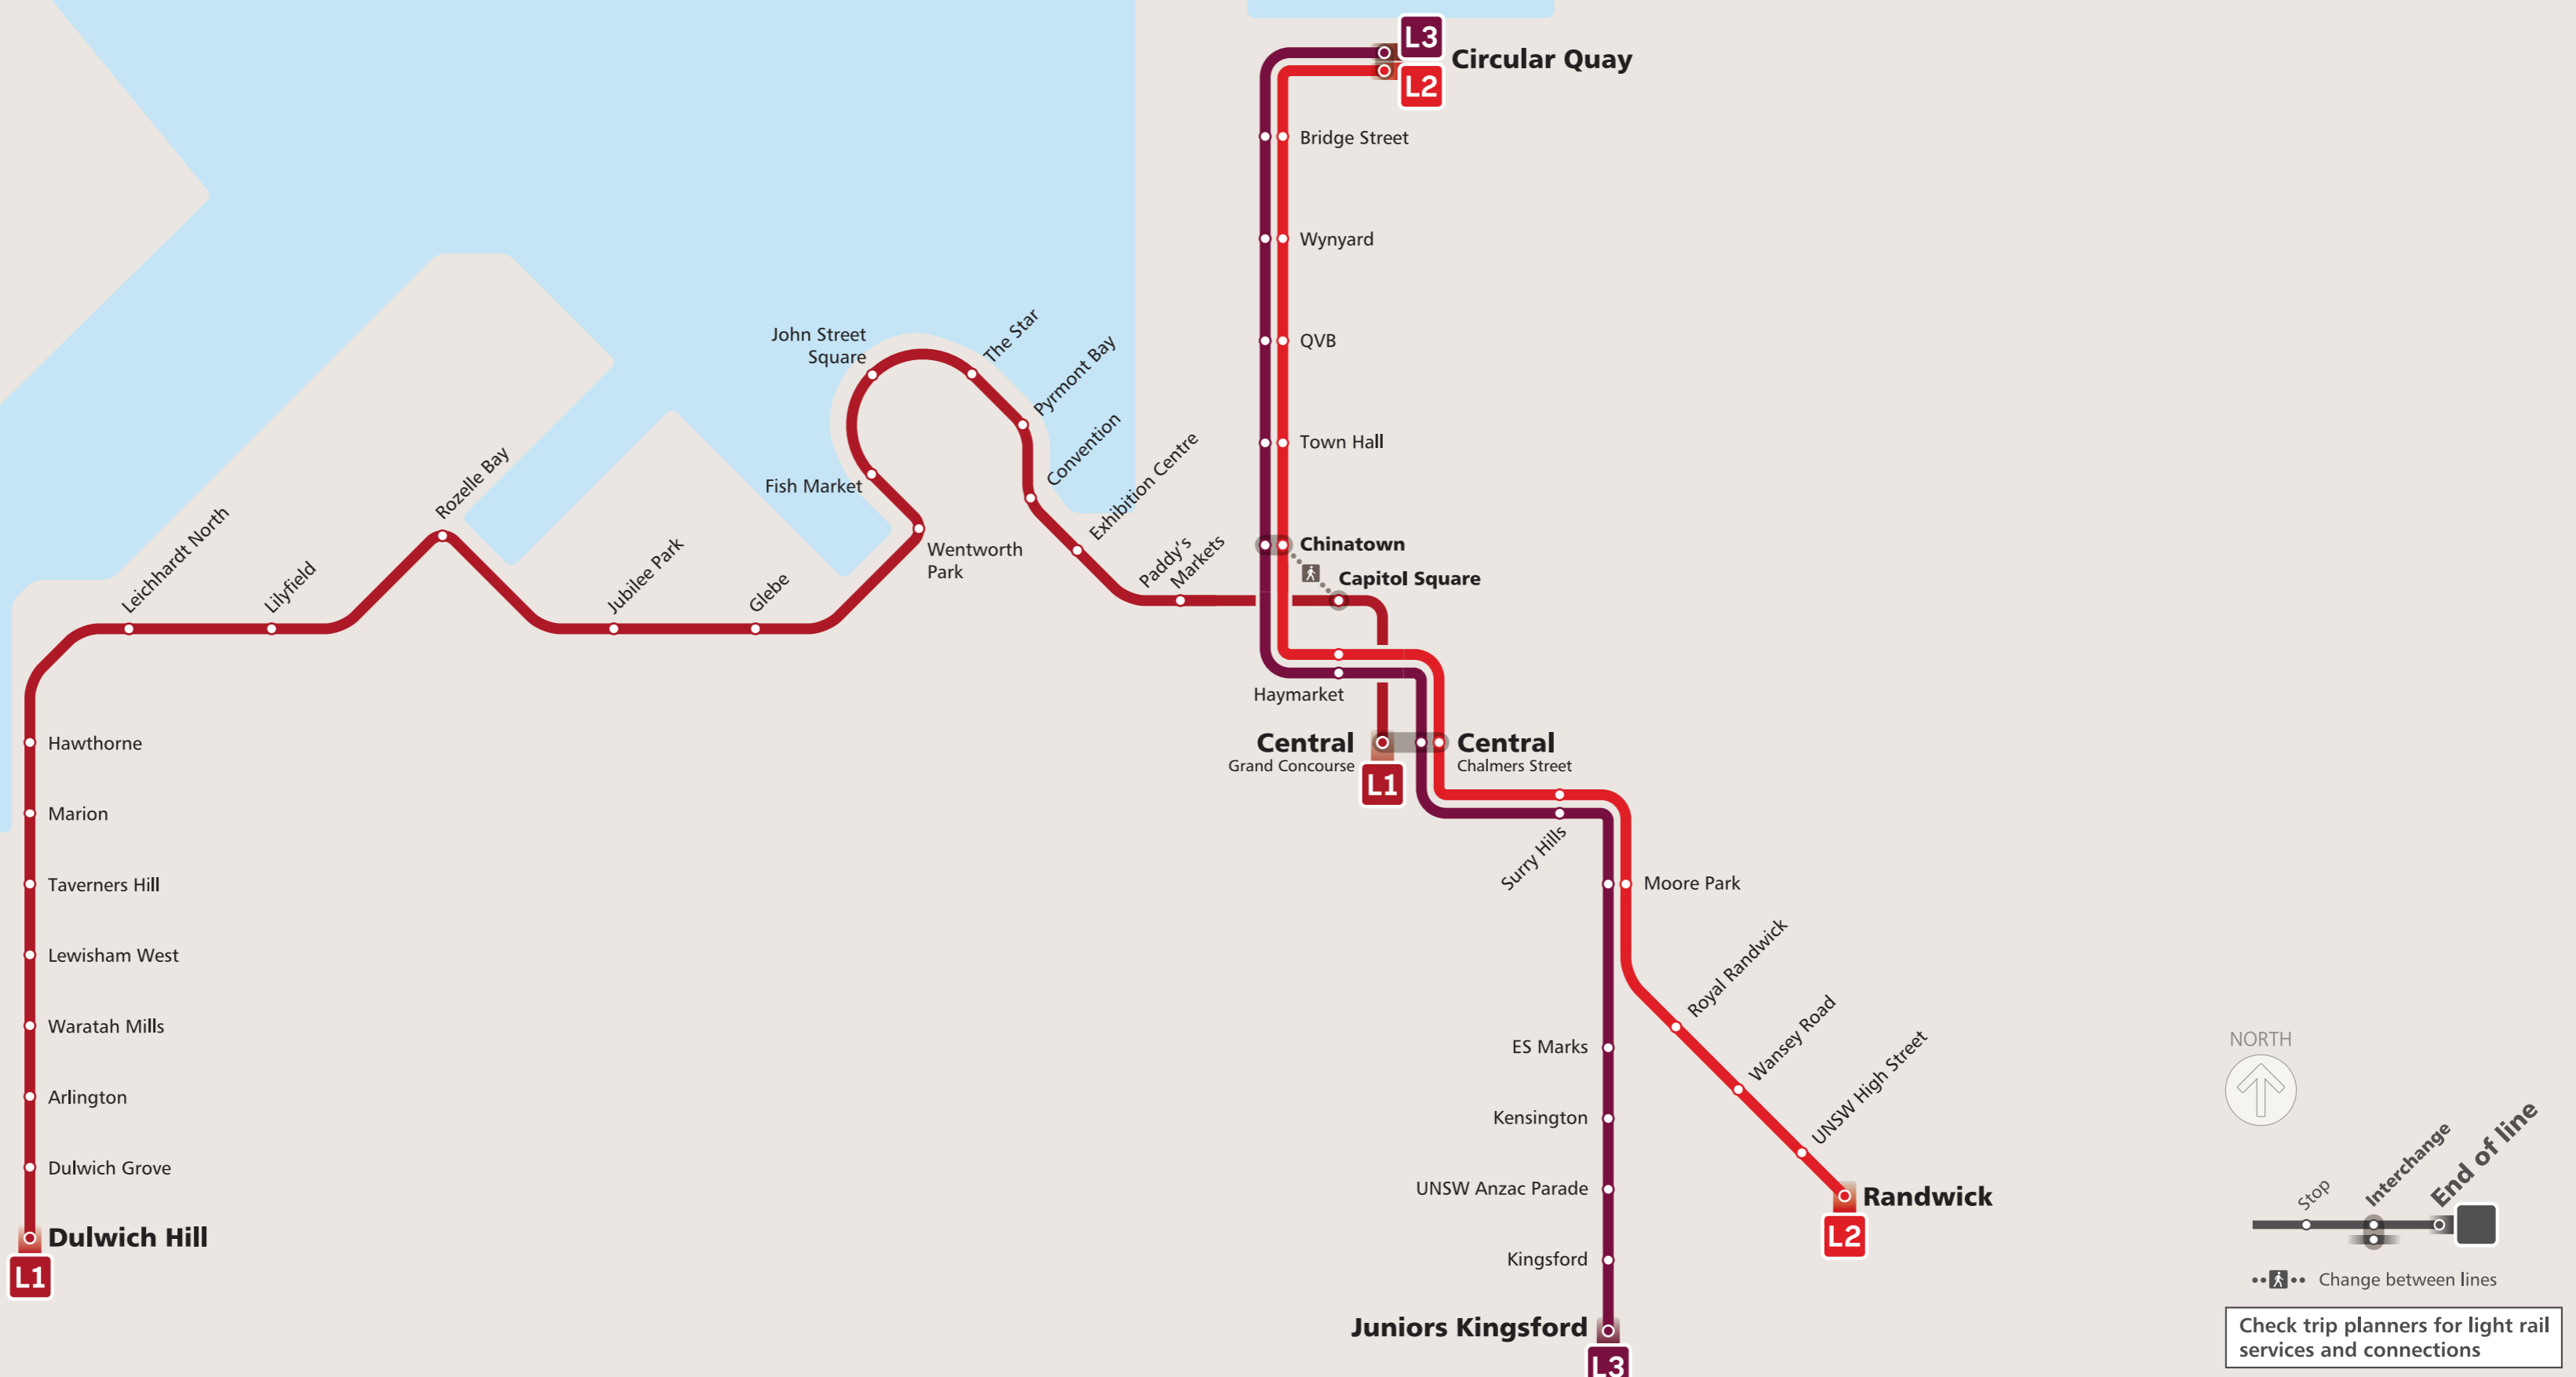 L3
Circular Quay
L2
Bridge Street
Wynyard
QVB
Town Hall
Chinatown
Capitol Square
Haymarket
Central
Grand Concourse
L1
Central
Chalmers Street
Surry Hills
Moore Park
Royal Randwick
Wansey Road
UNSW High Street
Randwick
L2
ES Marks
Kensington
UNSW Anzac Parade
Kingsford
Juniors Kingsford
L3
John Street
Square
The Star
Pyrmont Bay
Convention
Exhibition Centre
Paddy's
Markets
Fish Market
Wentworth
Park
Glebe
Jubilee Park
Rozelle Bay
Lilyfield
Leichhardt North
Hawthorne
Marion
Taverners Hill
Lewisham West
Waratah Mills
Arlington
Dulwich Grove
Dulwich Hill
L1
NORTH
Stop
Interchange
End of line
Change between lines
Check trip planners for light rail
services and connections